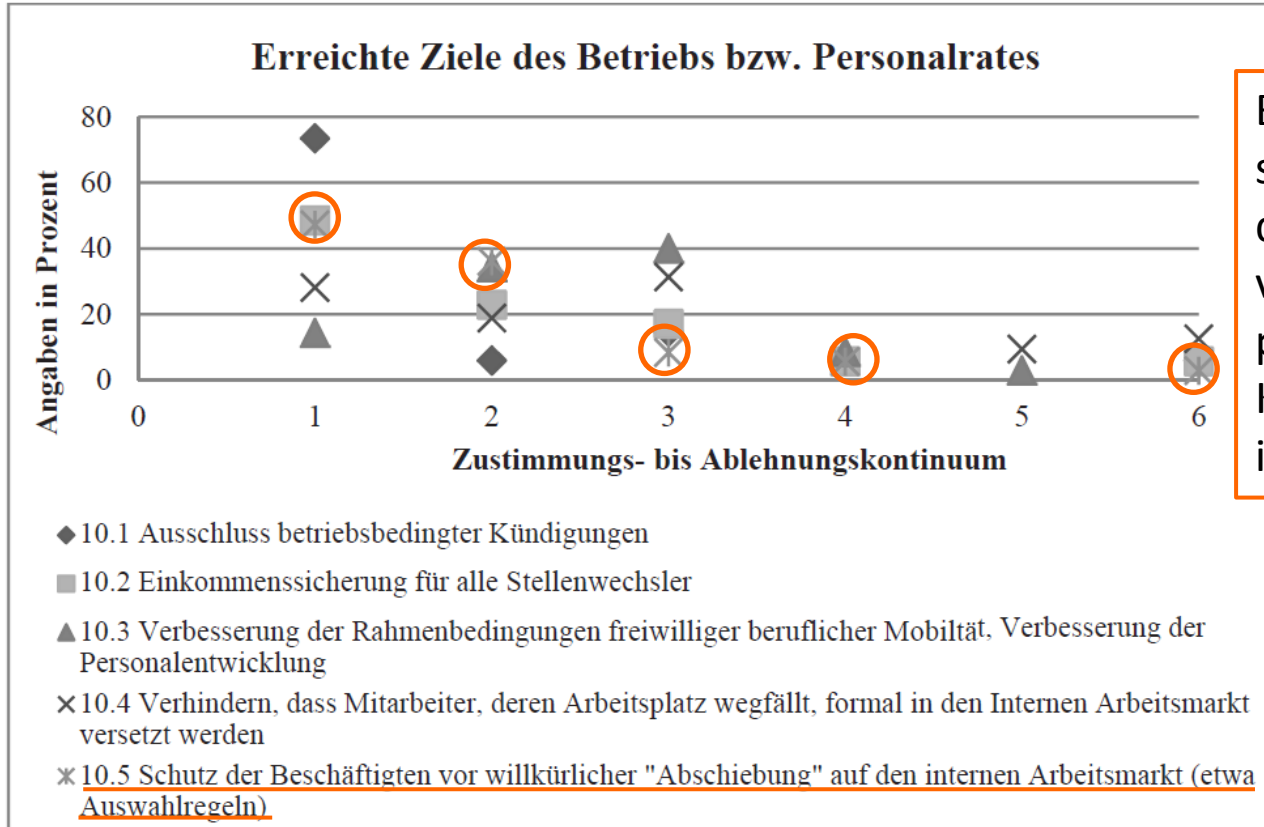 Erreichte Ziele des Betriebs bzw. Personalrates
Angaben in Prozent
80
60
40
20
0
0 1 2 3 4 5 6
Zustimmungs- bis Ablehnungskontinuum
10.1 Ausschluss betriebsbedingter Kündigungen
10.2 Einkommenssicherung für alle Stellenwechsler
10.3 Verbesserung der Rahmenbedingungen freiwilliger beruflicher Mobiltät, Verbesserung der
Personalentwicklung
10.4 Verhindern, dass Mitarbeiter, deren Arbeitsplatz wegfällt, formal in den Internen Arbeitsmarkt
versetzt werden
10.5 Schutz der Beschäftigten vor willkürlicher "Abschiebung" auf den internen Arbeitsmarkt (etwa
Auswahlregeln)